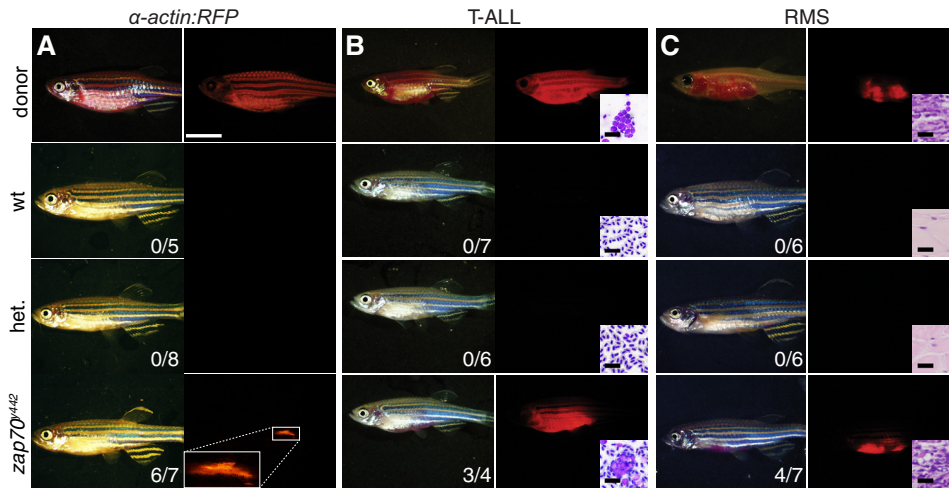 α-actin:RFP T-ALL RMS
A B C
donor
wt
0/5 0/7 0/6
het.
0/8 0/6 0/6
zap70y442
6/7 3/4 4/7